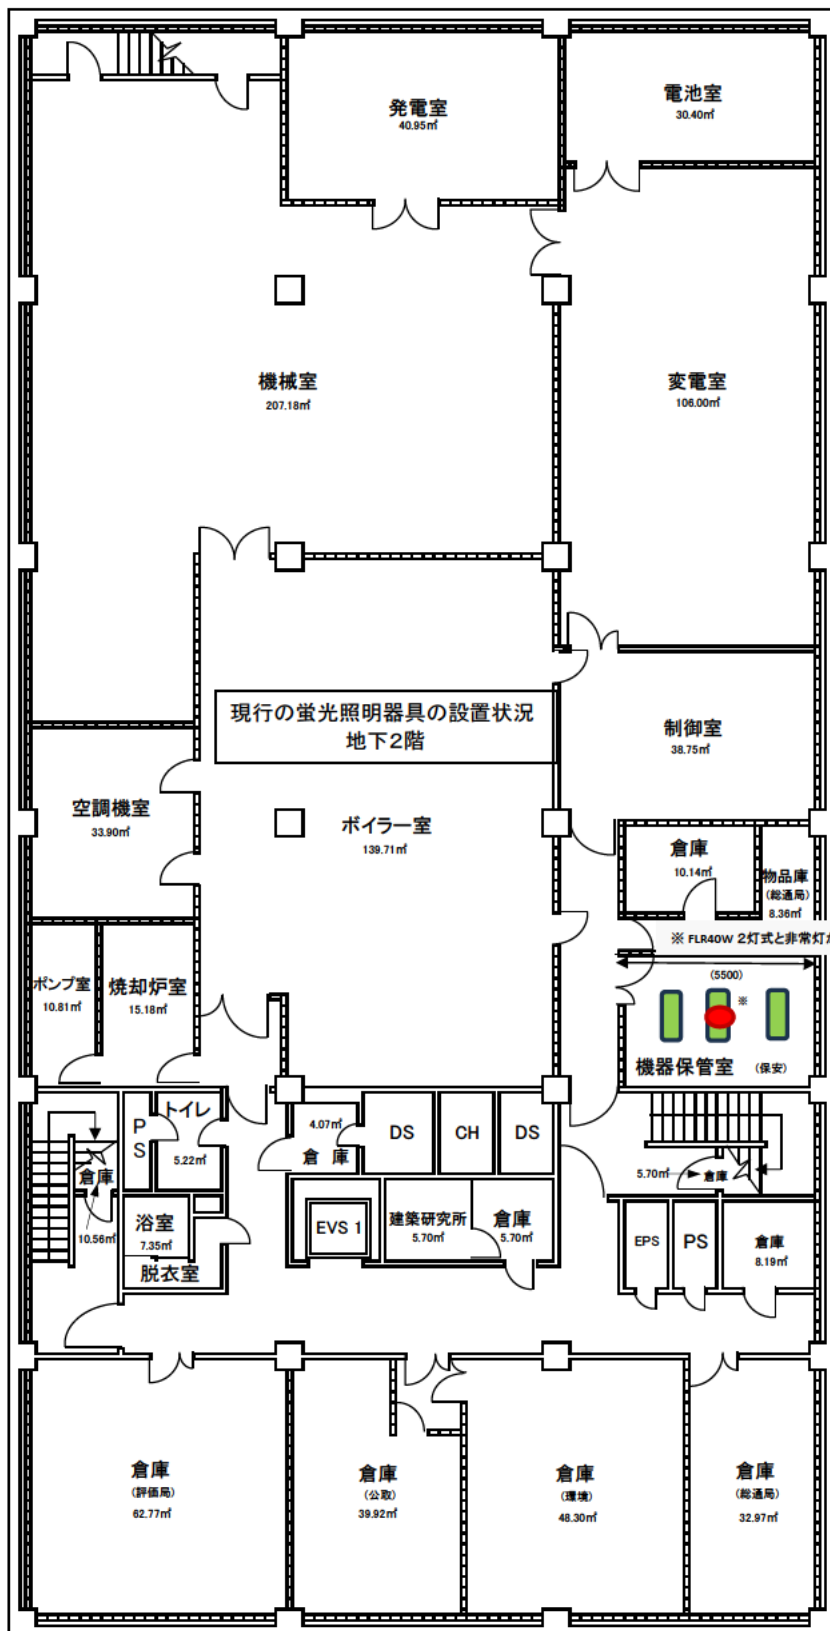 発電室
40.95㎡
電池室
30.40㎡
機械室
207.18㎡
変電室
106.00㎡
現行の蛍光照明器具の設置状況
地下2階
制御室
38.75㎡
空調機室
33.90㎡
ボイラー室
139.71㎡
倉庫
10.14㎡
物品庫
(総通局)
8.36㎡
※ FLR40W 2灯式と非常灯が
(5500)
※
ポンプ室
10.81㎡
焼却炉室
15.18㎡
機器保管室
(保安)
PS
トイレ
5.22㎡
4.07㎡
倉庫
DS
CH
DS
倉庫
10.56㎡
5.70㎡
倉庫
浴室
7.35㎡
脱衣室
EVS 1
建築研究所
5.70㎡
倉庫
5.70㎡
EPS
PS
倉庫
8.19㎡
倉庫
(評価局)
62.77㎡
倉庫
(公取)
39.92㎡
倉庫
(環境)
48.30㎡
倉庫
(総通局)
32.97㎡